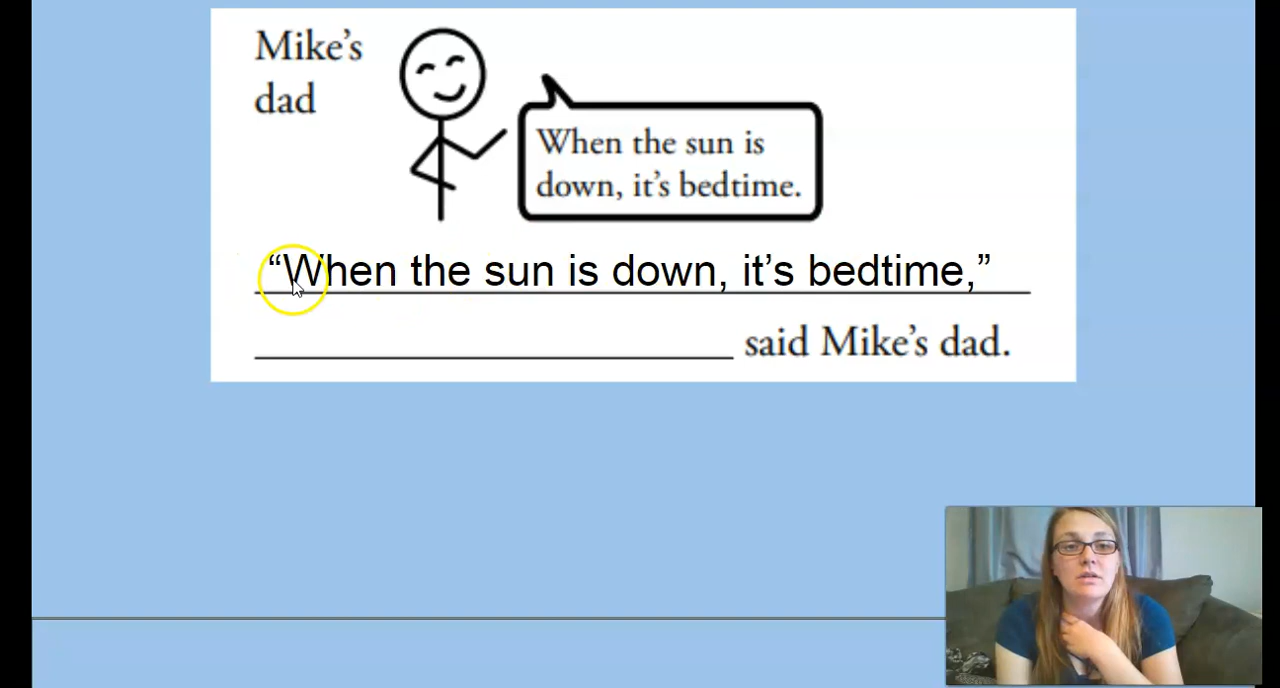 Mike’s
dad
When the sun is
down, it’s bedtime.
“When the sun is down, it’s bedtime,”
said Mike’s dad.